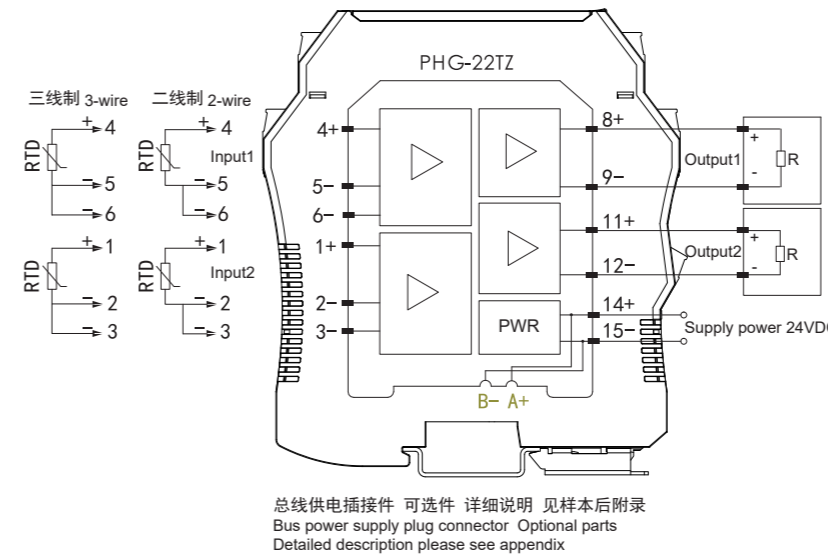 PHG-22TZ
三线制 3-wire
二线制 2-wire
RTD
+ 4
- 5
- 6
RTD
+ 4
Input1
- 5
- 6
RTD
+ 1
- 2
- 3
RTD
+ 1
Input2
- 2
- 3
4+
5-
6-
1+
2-
3-
PWR
8+
9-
11+
12-
14+
15-
B- A+
Output1
+
-
R
Output2
+
-
R
Supply power 24VDC
总线供电插接件 可选件 详细说明 见样本后附录
Bus power supply plug connector Optional parts
Detailed description please see appendix